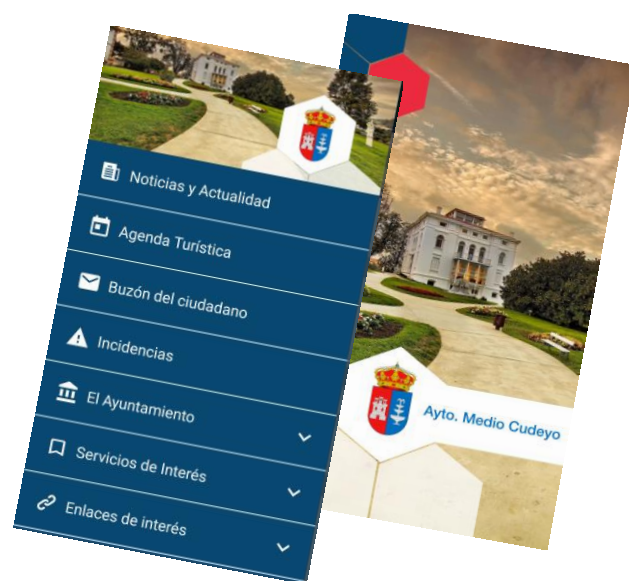 Noticias y Actualidad
Agenda Turística
Buzón del ciudadano
Incidencias
El Ayuntamiento
Servicios de Interés
Enlaces de interés
Ayto. Medio Cudeyo